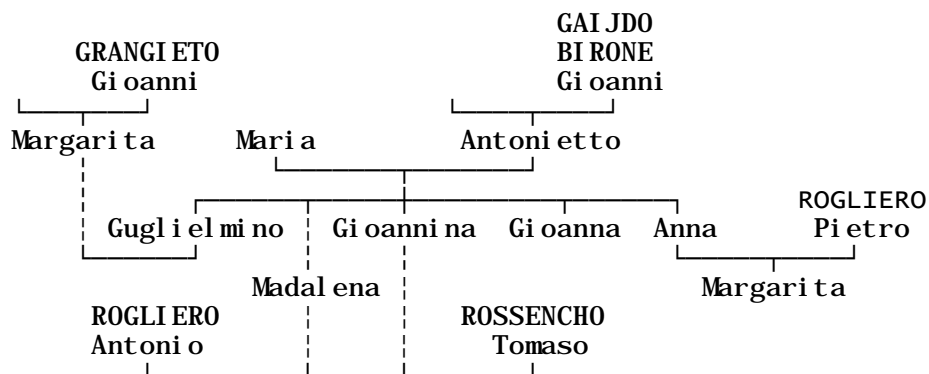 GAIJDO
GRANGIETO BIRONE
Gioanni Gioanni
Margarita Maria Antonietto
ROGLIERO
Guglielmino Gioannina Gioanna Anna Pietro
Madalena Margarita
ROGLIERO ROSSENCHO
Antonio Tomaso